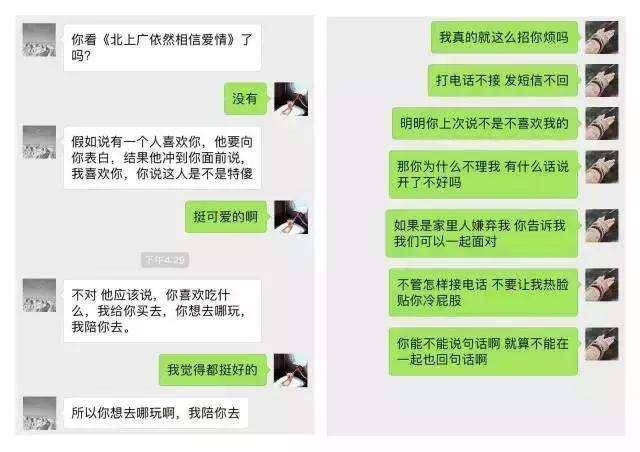 你看《北上广依然相信爱情》了
吗?
没有
假如说有一个人喜欢你，他要向
你表白，结果他冲到你面前说，
我喜欢你，你说这人是不是特傻
挺可爱的啊
下午4:29
不对 他应该说，你喜欢吃什
么，我给你买去，你想去哪玩，
我陪你去。
我觉得都挺好的
所以你想去哪玩啊，我陪你去
我真的就这么招你烦吗
打电话不接 发短信不回
明明你上次说不是不喜欢我的
那你为什么不理我 有什么话说
开了不好吗
如果是家里人嫌弃我 你告诉我
我们可以一起面对
不管怎样接电话 不要让我热脸
贴你冷屁股
你能不能说句话啊 就算不能在
一起也回句话啊